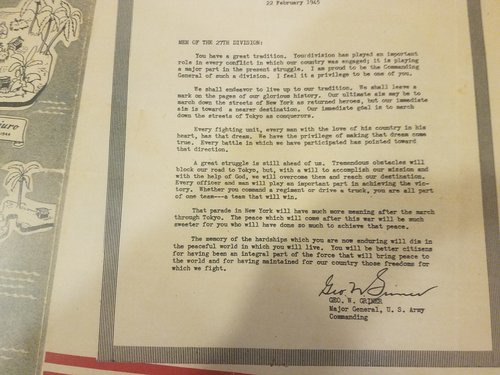 22 February 1945
MEN OF THE 27TH DIVISION:
You have a great tradition. Your division has played an important
role in every conflict in which our country was engaged; it is playing
a major part in the present struggle. I am proud to be the Commanding
General of such a division. I feel it a privilege to be one of you.
We shall endeavor to live up to our tradition. We shall leave a
mark on the pages of our glorious history. Our ultimate aim may be to
march down the streets of New York as returned heroes, but our immediate
aim is toward a nearer destination. Our immediate goal is to march
down the streets of Tokyo as conquerors.
Every fighting unit, every man with the love of his country in his
heart, has that dream. We have the privilege of making that dream come
true. Every battle in which we have participated has pointed toward
that direction.
A great struggle is still ahead of us. Tremendous obstacles will
block our road to Tokyo, but, with a will to accomplish our mission and
with the help of God, we will overcome them and reach our destination.
Every officer and man will play an important part in achieving the vic-
tory. Whether you command a regiment or drive a truck, you are all part
of one team---a team that will win.
That parade in New York will have much more meaning after the march
through Tokyo. The peace which will come after this war will be much
sweeter for you who will have done so much to achieve that peace.
The memory of the hardships which you are now enduring will dim in
the peaceful world in which you will live. You will be better citizens
for having been an integral part of the force that will bring peace to
the world and for having maintained for our country those freedoms for
which we fight.
Geo W Griner
GEO. W. GRINER
Major General, U. S. Army
Commanding